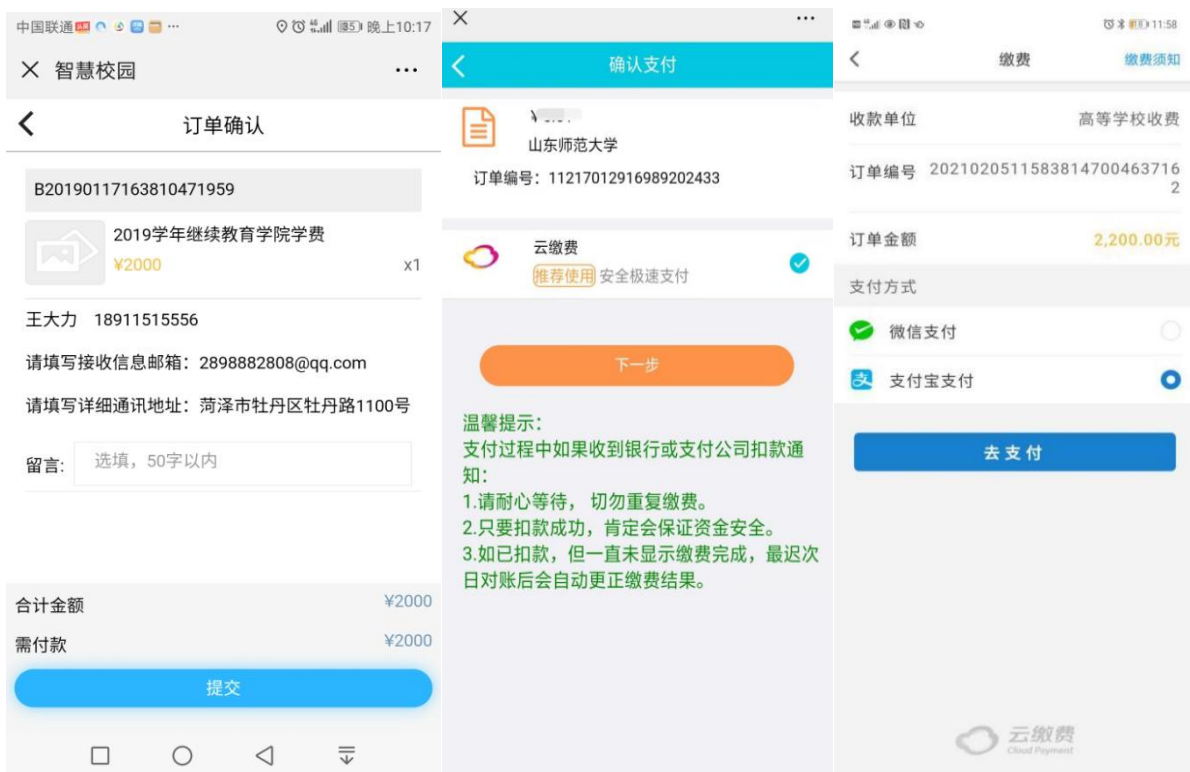 中国联通 晚上10:17
智慧校园
订单确认
B20190117163810471959
2019学年继续教育学院学费
¥2000 x1
王大力 18911515556
请填写接收信息邮箱：2898882808@qq.com
请填写详细通讯地址：菏泽市牡丹区牡丹路1100号
留言: 选填，50字以内
合计金额 ¥2000
需付款 ¥2000
提交
确认支付
山东师范大学
订单编号：11217012916989202433
云缴费
推荐使用 安全极速支付
下一步
温馨提示：
支付过程中如果收到银行或支付公司扣款通
知：
1.请耐心等待， 切勿重复缴费。
2.只要扣款成功，肯定会保证资金安全。
3.如已扣款，但一直未显示缴费完成，最迟次
日对账后会自动更正缴费结果。
11:58
缴费 缴费须知
收款单位 高等学校收费
订单编号 2021020511583814700463716
2
订单金额 2,200.00元
支付方式
微信支付
支付宝支付
去支付
云缴费
Cloud Payment